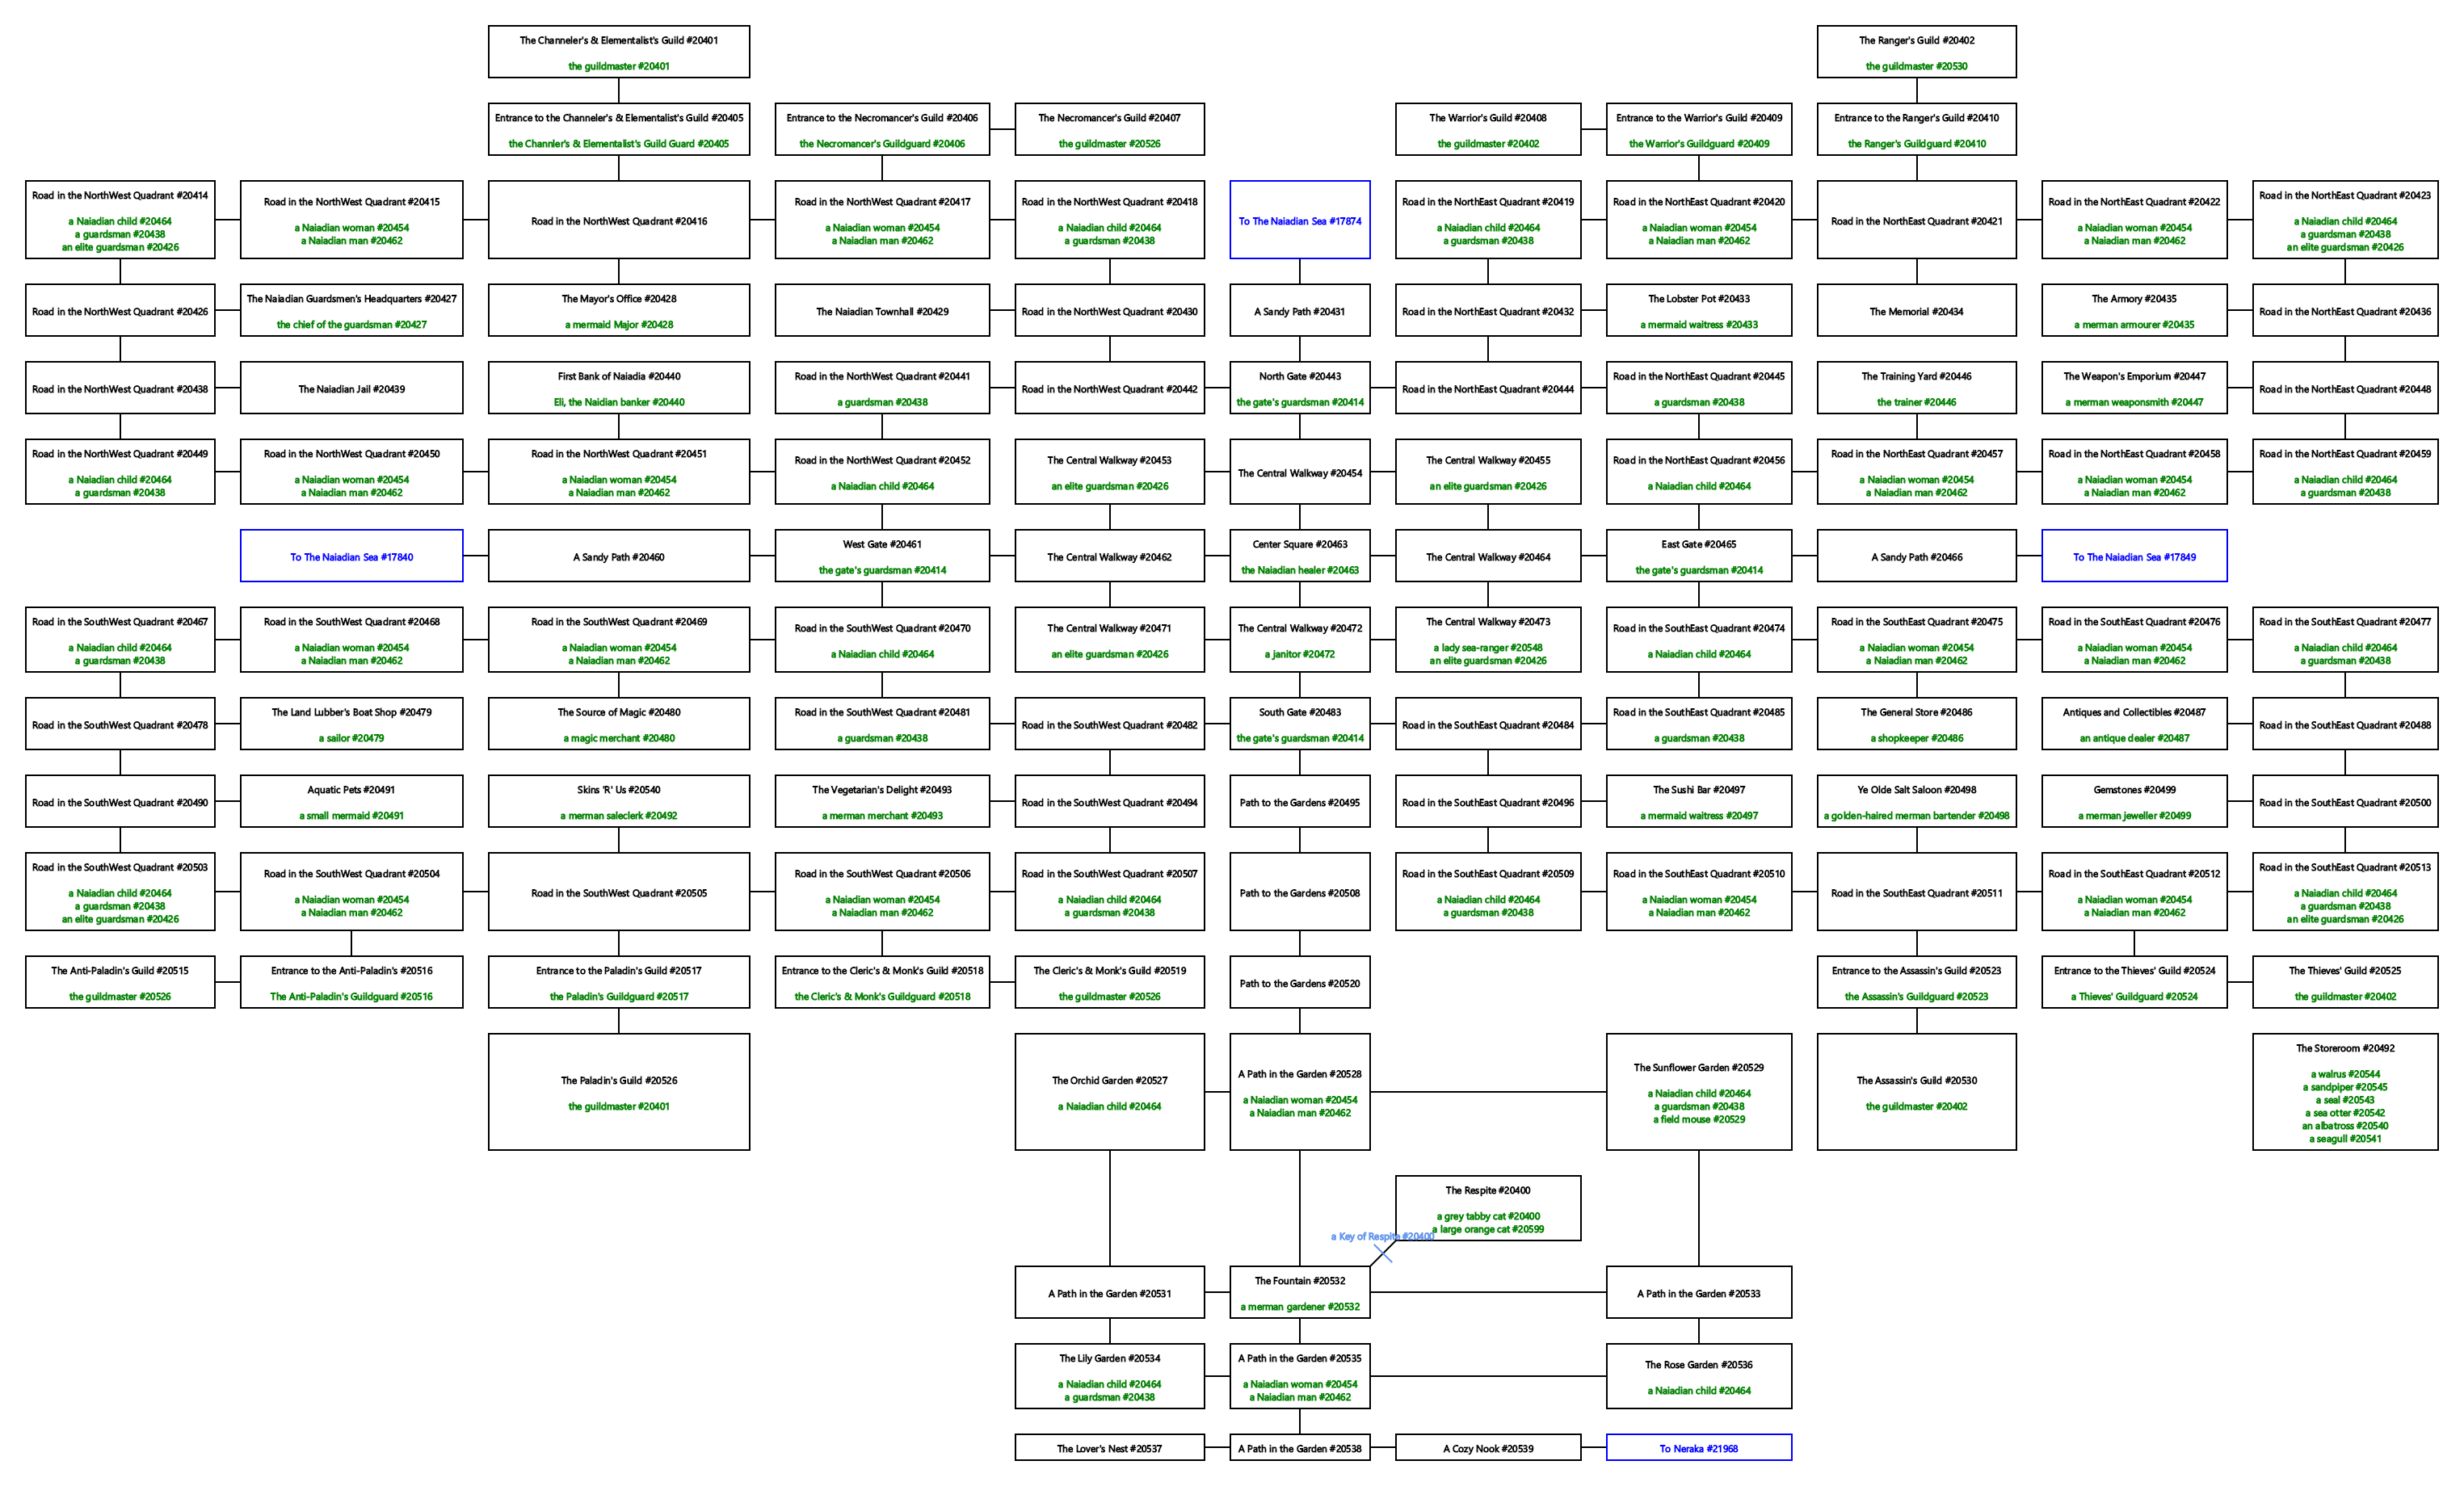 The Channeler's & Elementalist's Guild #20401
the guildmaster #20401
The Ranger's Guild #20402
the guildmaster #20530
Entrance to the Channeler's & Elementalist's Guild #20405
the Channler's & Elementalist's Guild Guard #20405
Entrance to the Necromancer's Guild #20406
the Necromancer's Guildguard #20406
The Necromancer's Guild #20407
the guildmaster #20526
The Warrior's Guild #20408
the guildmaster #20402
Entrance to the Warrior's Guild #20409
the Warrior's Guildguard #20409
Entrance to the Ranger's Guild #20410
the Ranger's Guildguard #20410
Road in the NorthWest Quadrant #20414
a Naiadian child #20464
a guardsman #20438
an elite guardsman #20426
Road in the NorthWest Quadrant #20415
a Naiadian woman #20454
a Naiadian man #20462
Road in the NorthWest Quadrant #20416
Road in the NorthWest Quadrant #20417
a Naiadian woman #20454
a Naiadian man #20462
Road in the NorthWest Quadrant #20418
a Naiadian child #20464
a guardsman #20438
To The Naiadian Sea #17874
Road in the NorthEast Quadrant #20419
a Naiadian child #20464
a guardsman #20438
Road in the NorthEast Quadrant #20420
a Naiadian woman #20454
a Naiadian man #20462
Road in the NorthEast Quadrant #20421
Road in the NorthEast Quadrant #20422
a Naiadian woman #20454
a Naiadian man #20462
Road in the NorthEast Quadrant #20423
a Naiadian child #20464
a guardsman #20438
an elite guardsman #20426
Road in the NorthWest Quadrant #20426
The Naiadian Guardsmen's Headquarters #20427
the chief of the guardsman #20427
The Mayor's Office #20428
a mermaid Major #20428
The Naiadian Townhall #20429
Road in the NorthWest Quadrant #20430
A Sandy Path #20431
Road in the NorthEast Quadrant #20432
The Lobster Pot #20433
a mermaid waitress #20433
The Memorial #20434
The Armory #20435
a merman armourer #20435
Road in the NorthEast Quadrant #20436
Road in the NorthWest Quadrant #20438
The Naiadian Jail #20439
First Bank of Naiadia #20440
Eli, the Naidian banker #20440
Road in the NorthWest Quadrant #20441
a guardsman #20438
Road in the NorthWest Quadrant #20442
North Gate #20443
the gate's guardsman #20414
Road in the NorthEast Quadrant #20444
Road in the NorthEast Quadrant #20445
a guardsman #20438
The Training Yard #20446
the trainer #20446
The Weapon's Emporium #20447
a merman weaponsmith #20447
Road in the NorthEast Quadrant #20448
Road in the NorthWest Quadrant #20449
a Naiadian child #20464
a guardsman #20438
Road in the NorthWest Quadrant #20450
a Naiadian woman #20454
a Naiadian man #20462
Road in the NorthWest Quadrant #20451
a Naiadian woman #20454
a Naiadian man #20462
Road in the NorthWest Quadrant #20452
a Naiadian child #20464
The Central Walkway #20453
an elite guardsman #20426
The Central Walkway #20454
The Central Walkway #20455
an elite guardsman #20426
Road in the NorthEast Quadrant #20456
a Naiadian child #20464
Road in the NorthEast Quadrant #20457
a Naiadian woman #20454
a Naiadian man #20462
Road in the NorthEast Quadrant #20458
a Naiadian woman #20454
a Naiadian man #20462
Road in the NorthEast Quadrant #20459
a Naiadian child #20464
a guardsman #20438
To The Naiadian Sea #17840
A Sandy Path #20460
West Gate #20461
the gate's guardsman #20414
The Central Walkway #20462
Center Square #20463
the Naiadian healer #20463
The Central Walkway #20464
East Gate #20465
the gate's guardsman #20414
A Sandy Path #20466
To The Naiadian Sea #17849
Road in the SouthWest Quadrant #20467
a Naiadian child #20464
a guardsman #20438
Road in the SouthWest Quadrant #20468
a Naiadian woman #20454
a Naiadian man #20462
Road in the SouthWest Quadrant #20469
a Naiadian woman #20454
a Naiadian man #20462
Road in the SouthWest Quadrant #20470
a Naiadian child #20464
The Central Walkway #20471
an elite guardsman #20426
The Central Walkway #20472
a janitor #20472
The Central Walkway #20473
a lady sea-ranger #20548
an elite guardsman #20426
Road in the SouthEast Quadrant #20474
a Naiadian child #20464
Road in the SouthEast Quadrant #20475
a Naiadian woman #20454
a Naiadian man #20462
Road in the SouthEast Quadrant #20476
a Naiadian woman #20454
a Naiadian man #20462
Road in the SouthEast Quadrant #20477
a Naiadian child #20464
a guardsman #20438
Road in the SouthWest Quadrant #20478
The Land Lubber's Boat Shop #20479
a sailor #20479
The Source of Magic #20480
a magic merchant #20480
Road in the SouthWest Quadrant #20481
a guardsman #20438
Road in the SouthWest Quadrant #20482
South Gate #20483
the gate's guardsman #20414
Road in the SouthEast Quadrant #20484
Road in the SouthEast Quadrant #20485
a guardsman #20438
The General Store #20486
a shopkeeper #20486
Antiques and Collectibles #20487
an antique dealer #20487
Road in the SouthEast Quadrant #20488
Road in the SouthWest Quadrant #20490
Aquatic Pets #20491
a small mermaid #20491
Skins 'R' Us #20540
a merman saleclerk #20492
The Vegetarian's Delight #20493
a merman merchant #20493
Road in the SouthWest Quadrant #20494
Path to the Gardens #20495
Road in the SouthEast Quadrant #20496
The Sushi Bar #20497
a mermaid waitress #20497
Ye Olde Salt Saloon #20498
a golden-haired merman bartender #20498
Gemstones #20499
a merman jeweller #20499
Road in the SouthEast Quadrant #20500
Road in the SouthWest Quadrant #20503
a Naiadian child #20464
a guardsman #20438
an elite guardsman #20426
Road in the SouthWest Quadrant #20504
a Naiadian woman #20454
a Naiadian man #20462
Road in the SouthWest Quadrant #20505
Road in the SouthWest Quadrant #20506
a Naiadian woman #20454
a Naiadian man #20462
Road in the SouthWest Quadrant #20507
a Naiadian child #20464
a guardsman #20438
Path to the Gardens #20508
Road in the SouthEast Quadrant #20509
a Naiadian child #20464
a guardsman #20438
Road in the SouthEast Quadrant #20510
a Naiadian woman #20454
a Naiadian man #20462
Road in the SouthEast Quadrant #20511
Road in the SouthEast Quadrant #20512
a Naiadian woman #20454
a Naiadian man #20462
Road in the SouthEast Quadrant #20513
a Naiadian child #20464
a guardsman #20438
an elite guardsman #20426
The Anti-Paladin's Guild #20515
the guildmaster #20526
Entrance to the Anti-Paladin's #20516
The Anti-Paladin's Guildguard #20516
Entrance to the Paladin's Guild #20517
the Paladin's Guildguard #20517
Entrance to the Cleric's & Monk's Guild #20518
the Cleric's & Monk's Guildguard #20518
The Cleric's & Monk's Guild #20519
the guildmaster #20526
Path to the Gardens #20520
Entrance to the Assassin's Guild #20523
the Assassin's Guildguard #20523
Entrance to the Thieves' Guild #20524
a Thieves' Guildguard #20524
The Thieves' Guild #20525
the guildmaster #20402
The Paladin's Guild #20526
the guildmaster #20401
The Orchid Garden #20527
a Naiadian child #20464
A Path in the Garden #20528
a Naiadian woman #20454
a Naiadian man #20462
The Sunflower Garden #20529
a Naiadian child #20464
a guardsman #20438
a field mouse #20529
The Assassin's Guild #20530
the guildmaster #20402
The Storeroom #20492
a walrus #20544
a sandpiper #20545
a seal #20543
a sea otter #20542
an albatross #20540
a seagull #20541
The Respite #20400
a grey tabby cat #20400
a large orange cat #20599
a Key of Respite #20400
A Path in the Garden #20531
The Fountain #20532
a merman gardener #20532
A Path in the Garden #20533
The Lily Garden #20534
a Naiadian child #20464
a guardsman #20438
A Path in the Garden #20535
a Naiadian woman #20454
a Naiadian man #20462
The Rose Garden #20536
a Naiadian child #20464
The Lover's Nest #20537
A Path in the Garden #20538
A Cozy Nook #20539
To Neraka #21968